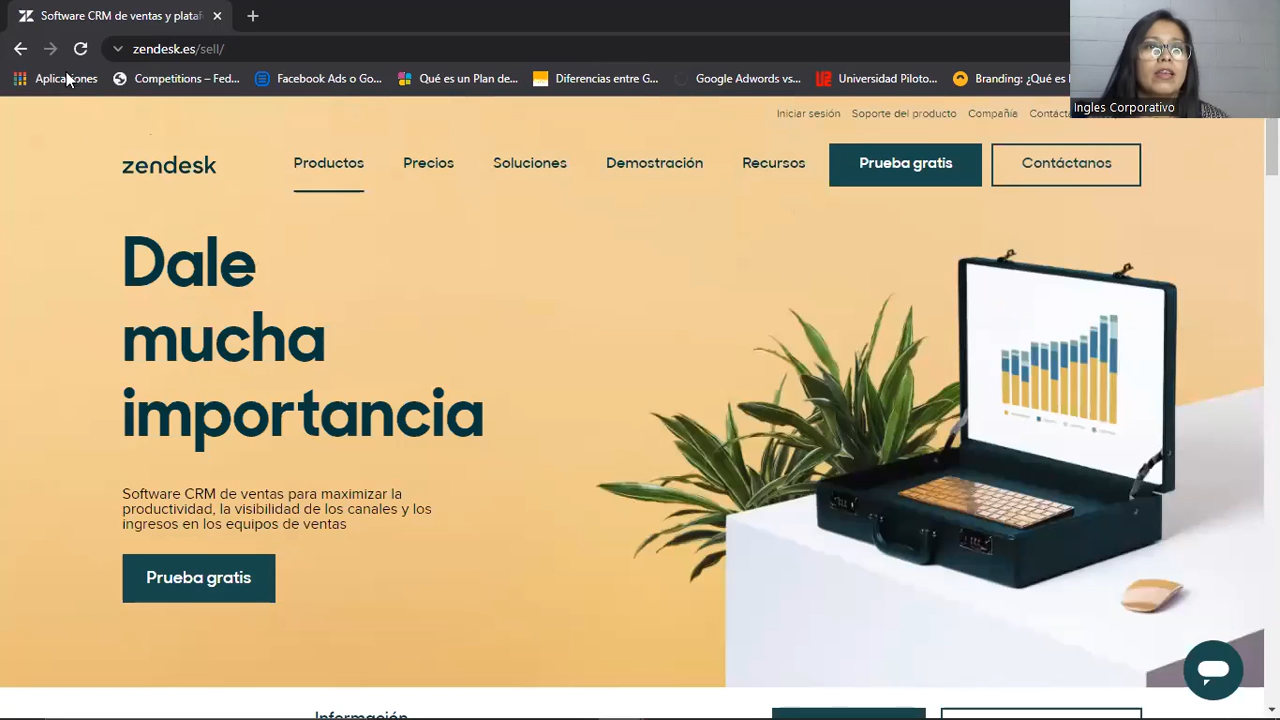 Software CRM de ventas y plataf
zendesk.es/sell/
Aplicaciones
Competitions – Fed...
Facebook Ads o Go...
Qué es un Plan de...
Diferencias entre G...
Google Adwords vs...
Universidad Piloto...
Branding: ¿Qué es
Ingles Corporativo
Iniciar sesión
Soporte del producto
Compañía
zendesk
Productos
Precios
Soluciones
Demostración
Recursos
Prueba gratis
Contáctanos
Dale
mucha
importancia
Software CRM de ventas para maximizar la
productividad, la visibilidad de los canales y los
ingresos en los equipos de ventas
Prueba gratis
Información